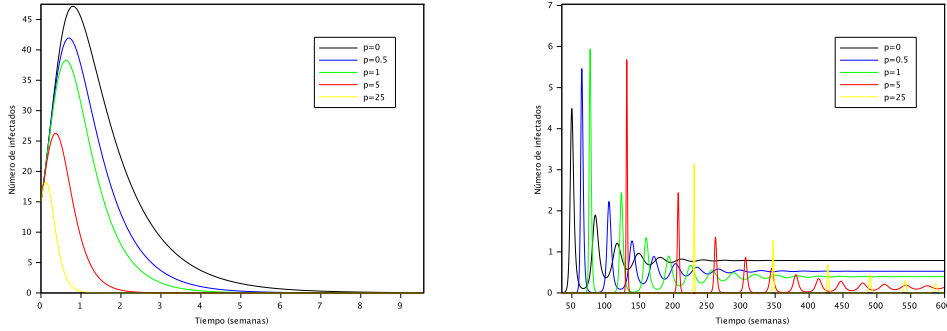 45
40
35
30
25
20
15
10
5
0
Número de infectados
0 1 2 3 4 5 6 7 8 9
Tiempo (semanas)
p=0
p=0.5
p=1
p=5
p=25
7
6
5
4
3
2
1
0
Número de infectados
50 100 150 200 250 300 350 400 450 500 550 600
Tiempo (semanas)
p=0
p=0.5
p=1
p=5
p=25